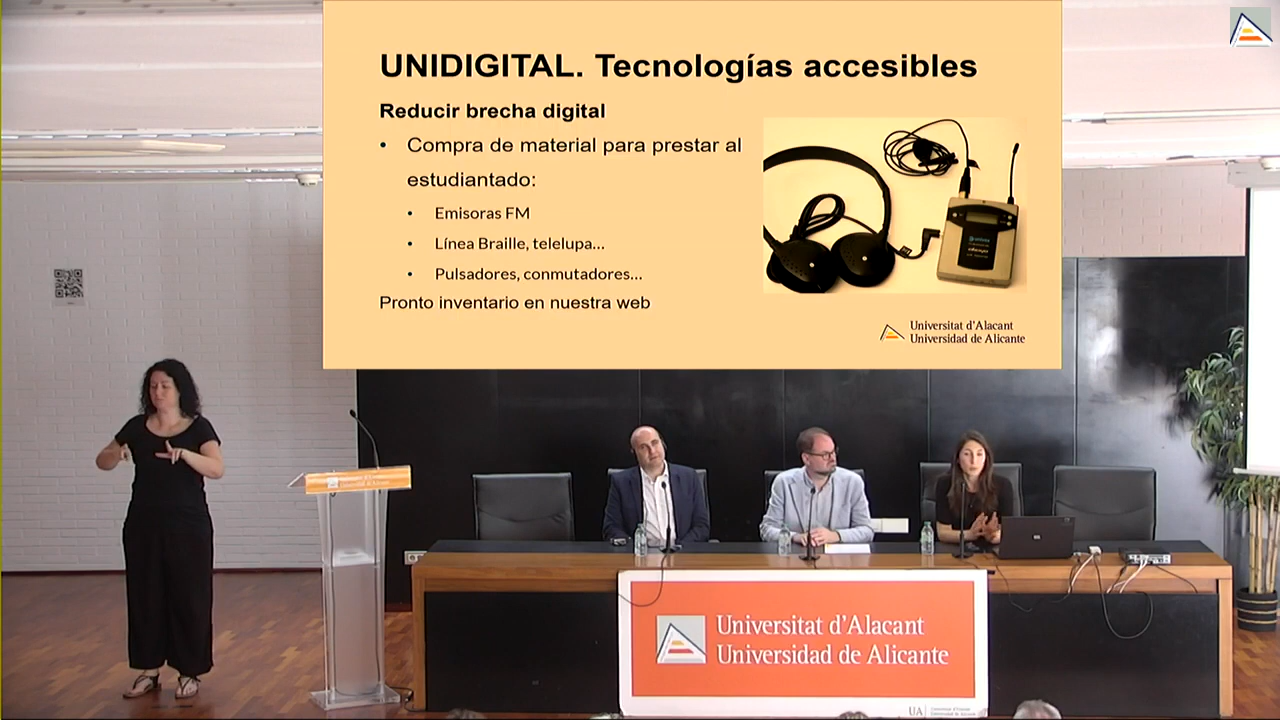 UNIDIGITAL. Tecnologías accesibles
Reducir brecha digital
• Compra de material para prestar al
estudiantado:
• Emisoras FM
• Línea Braille, telelupa...
• Pulsadores, conmutadores...
Pronto inventario en nuestra web
Universitat d'Alacant
Universidad de Alicante
Universitat d'Alacant
Universidad de Alicante
UA